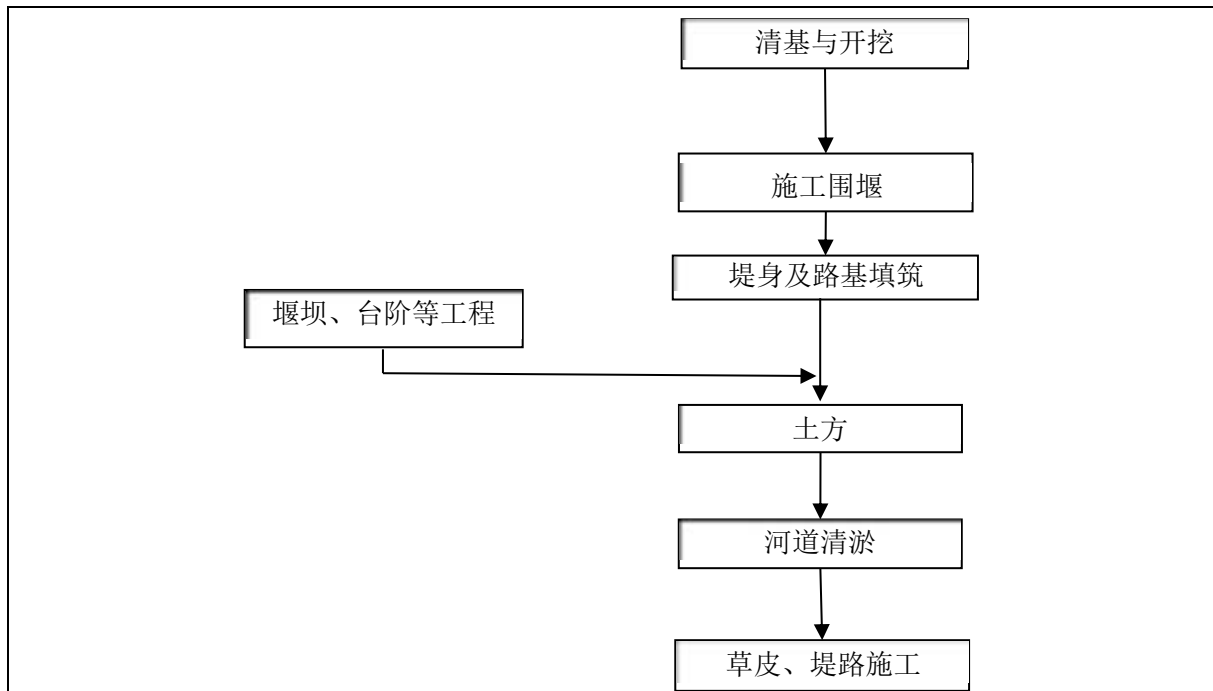 清基与开挖
施工围堰
堤身及路基填筑
堰坝、台阶等工程
土方
河道清淤
草皮、堤路施工